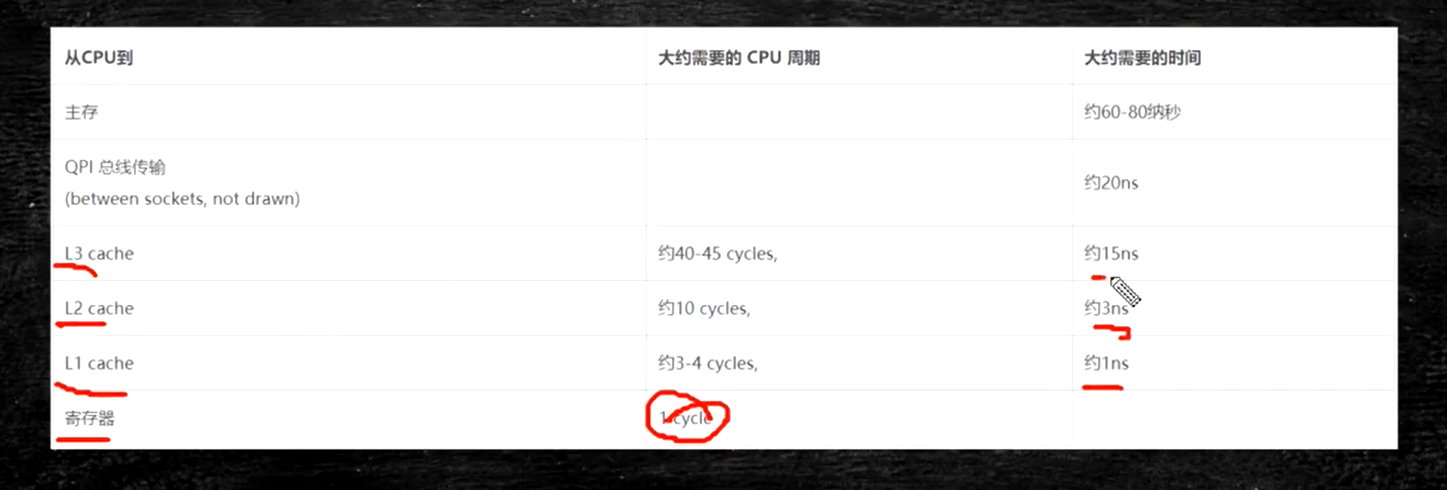 从CPU到 大约需要的 CPU 周期 大约需要的时间
主存 约60-80纳秒
QPI 总线传输
(between sockets, not drawn) 约20ns
L3 cache 约40-45 cycles, 约15ns
L2 cache 约10 cycles, 约3ns
L1 cache 约3-4 cycles, 约1ns
寄存器 1 cycle